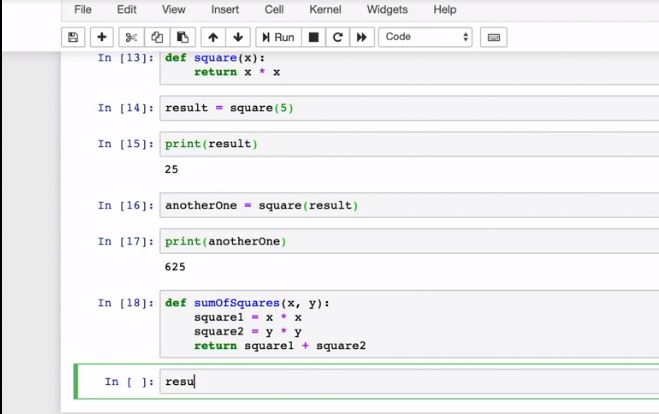 File Edit View Insert Cell Kernel Widgets Help
Run Code
In [13]: def square(x):
return x * x
In [14]: result = square(5)
In [15]: print(result)
25
In [16]: anotherOne = square(result)
In [17]: print(anotherOne)
625
In [18]: def sumOfSquares(x, y):
square1 = x * x
square2 = y * y
return square1 + square2
In [ ]: resu